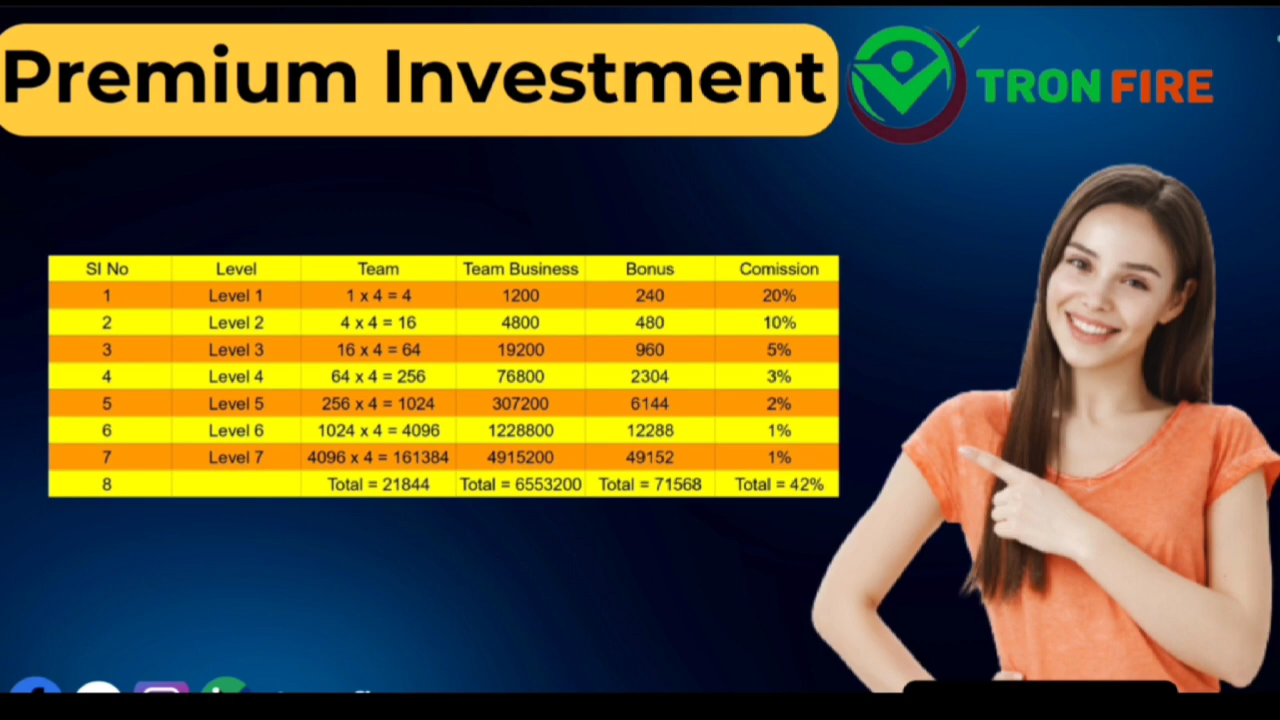 Premium Investment
TRON FIRE
Sl No Level Team Team Business Bonus Comission
1 Level 1 1 x 4 = 4 1200 240 20%
2 Level 2 4 x 4 = 16 4800 480 10%
3 Level 3 16 x 4 = 64 19200 960 5%
4 Level 4 64 x 4 = 256 76800 2304 3%
5 Level 5 256 x 4 = 1024 307200 6144 2%
6 Level 6 1024 x 4 = 4096 1228800 12288 1%
7 Level 7 4096 x 4 = 161384 4915200 49152 1%
8 Total = 21844 Total = 6553200 Total = 71568 Total = 42%